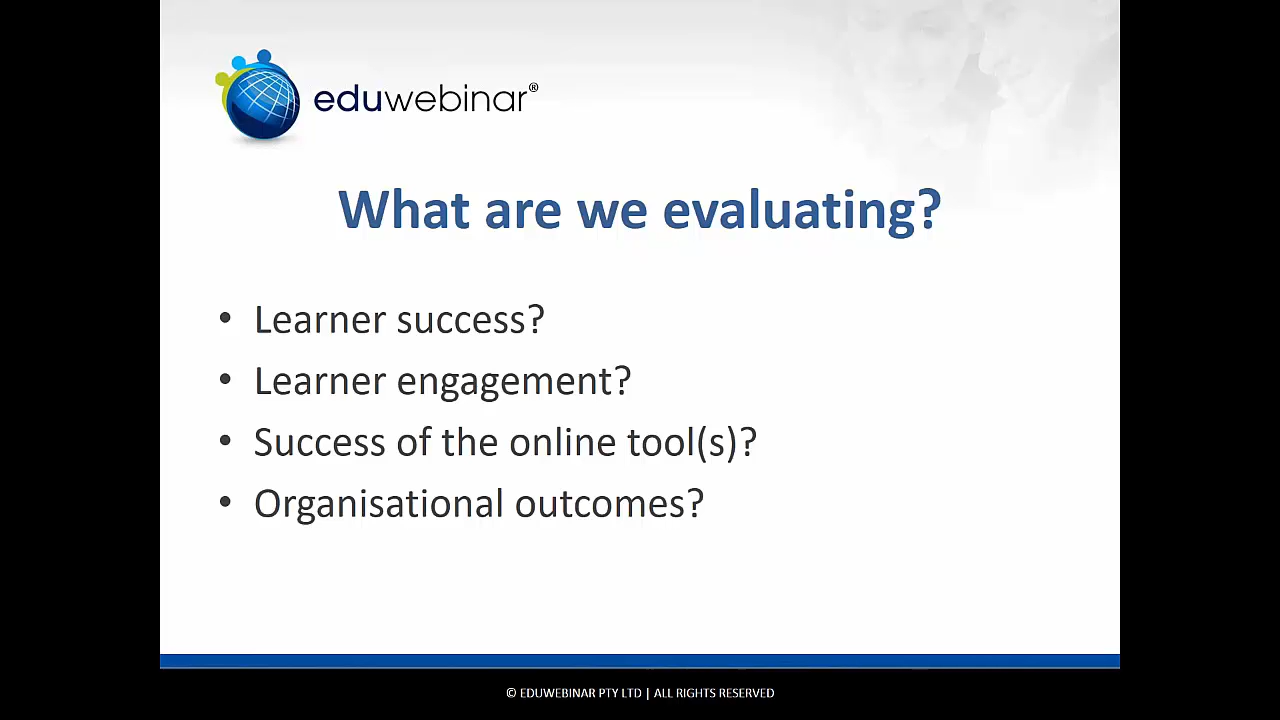 eduwebinar®
What are we evaluating?
• Learner success?
• Learner engagement?
• Success of the online tool(s)?
• Organisational outcomes?
© EDUWEBINAR PTY LTD | ALL RIGHTS RESERVED